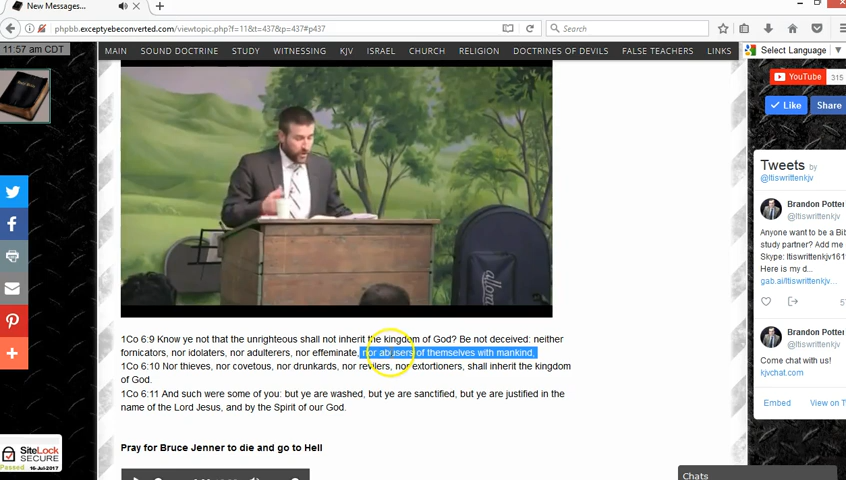 New Messages...
phpbb.exceptyebeconverted.com/viewtopic.php?f=11&t=437&p=437#p437
Search
11:57 am CDT
MAIN SOUND DOCTRINE STUDY WITNESSING KJV ISRAEL CHURCH RELIGION DOCTRINES OF DEVILS FALSE TEACHERS LINKS
Select Language
YouTube 315
Like Share
allora
Tweets by
@Itiswrittenkjv
Brandon Potter
@Itiswrittenkjv
Anyone want to be a Bib
study partner? Add me
Skype: Itiswrittenkjv161
Here is my d...
gab.ai/Itiswrittenkjv...
Brandon Potter
@Itiswrittenkjv
Come chat with us!
kjvchat.com
Embed View on T
1Co 6:9 Know ye not that the unrighteous shall not inherit the kingdom of God? Be not deceived: neither
fornicators, nor idolaters, nor adulterers, nor effeminate, nor abusers of themselves with mankind,
1Co 6:10 Nor thieves, nor covetous, nor drunkards, nor revilers, nor extortioners, shall inherit the kingdom
of God.
1Co 6:11 And such were some of you: but ye are washed, but ye are sanctified, but ye are justified in the
name of the Lord Jesus, and by the Spirit of our God.
Pray for Bruce Jenner to die and go to Hell
SiteLock
SECURE
Passed 16-Jul-2017
Chats